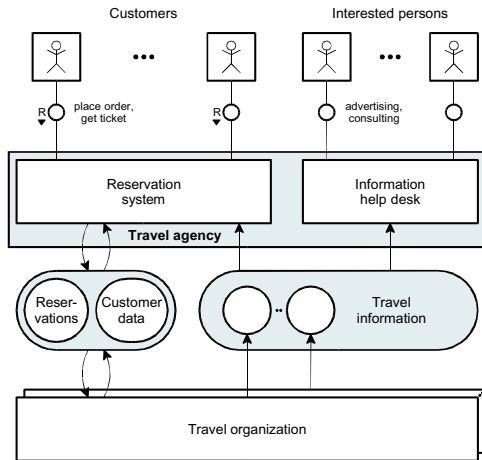 Customers
Interested persons
R
place order,
get ticket
R
advertising,
consulting
Reservation
system
Information
help desk
Travel agency
Reser-
vations
Customer
data
Travel
information
Travel organization